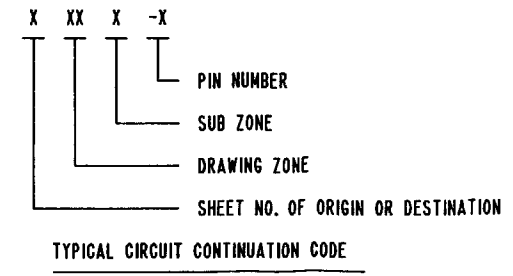 X XX X -X
PIN NUMBER
SUB ZONE
DRAWING ZONE
SHEET NO. OF ORIGIN OR DESTINATION
TYPICAL CIRCUIT CONTINUATION CODE